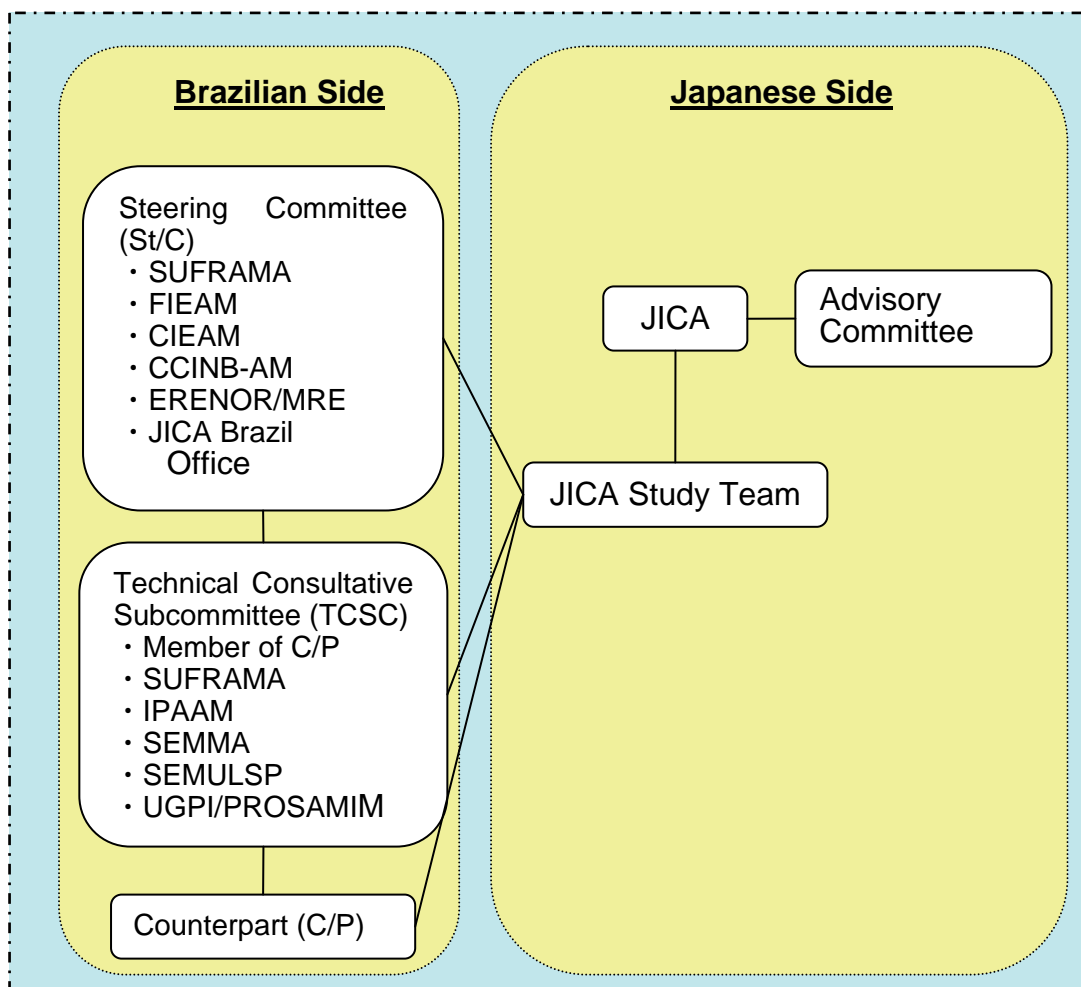 Brazilian Side
Steering Committee
(St/C)
・SUFRAMA
・FIEAM
・CIEAM
・CCINB-AM
・ERENOR/MRE
・JICA Brazil
Office
Technical Consultative
Subcommittee (TCSC)
・Member of C/P
・SUFRAMA
・IPAAM
・SEMMA
・SEMULSP
・UGPI/PROSAMIM
Counterpart (C/P)
Japanese Side
JICA
Advisory
Committee
JICA Study Team